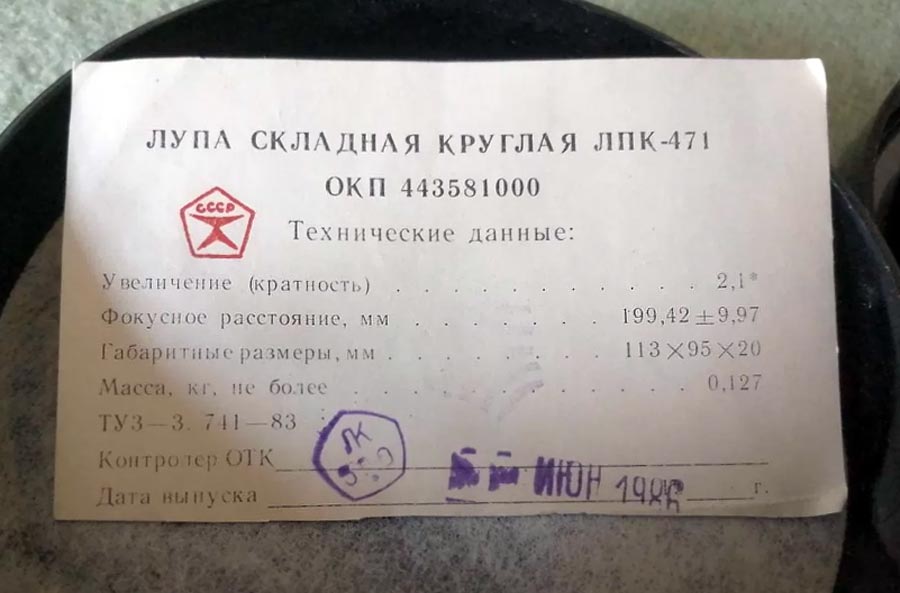 ЛУПА СКЛАДНАЯ КРУГЛАЯ ЛПК-471
ОКП 443581000
СССР
Технические данные:
Увеличение (кратность) . . . . . . . . . . . 2,1*
Фокусное расстояние, мм . . . . . . . 199,42±9,97
Габаритные размеры, мм . . . . . . . . 113×95×20
Масса, кг, не более . . . . . . . . . . . 0,127
ТУ3—3. 741—83
Контролер ОТК
ЛК
Дата выпуска ИЮН 1986 г.